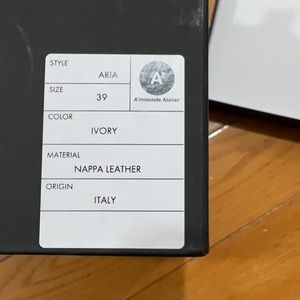 STYLE
ARIA
A
A'mmonde Atelier
SIZE
39
COLOR
IVORY
MATERIAL
NAPPA LEATHER
ORIGIN
ITALY